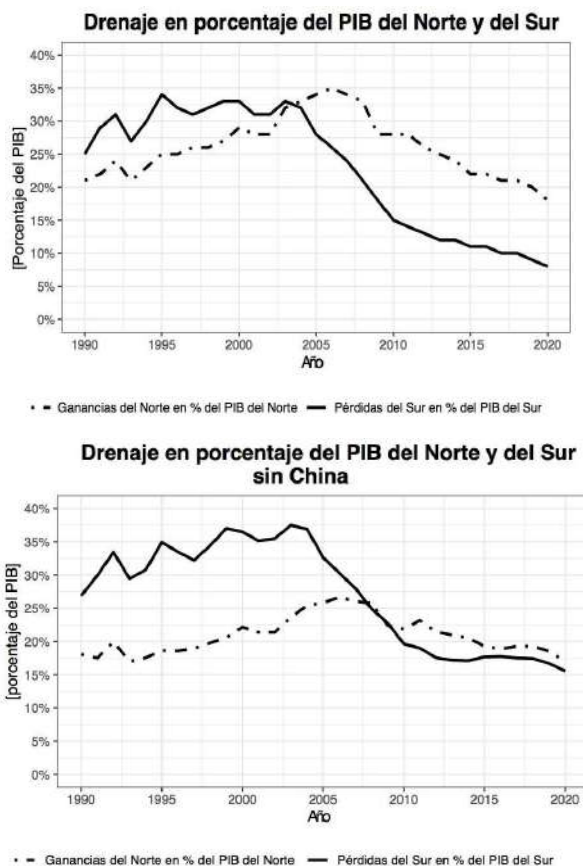 Drenaje en porcentaje del PIB del Norte y del Sur
[Porcentaje del PIB]
40%
35%
30%
25%
20%
15%
10%
5%
0%
1990 1995 2000 2005 2010 2015 2020
Año
Ganancias del Norte en % del PIB del Norte Pérdidas del Sur en % del PIB del Sur
Drenaje en porcentaje del PIB del Norte y del Sur
sin China
[porcentaje del PIB]
40%
35%
30%
25%
20%
15%
10%
5%
0%
1990 1995 2000 2005 2010 2015 2020
Año
Ganancias del Norte en % del PIB del Norte Pérdidas del Sur en % del PIB del Sur